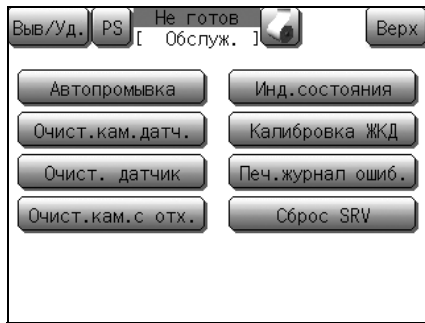 Выв/Уд. PS Не готов Верх
[ Обслуж. ]
Автопромывка Инд.состояния
Очист.кам.датч. Калибровка ЖКД
Очист. датчик Печ.журнал ошиб.
Очист.кам.с отх. Сброс SRV